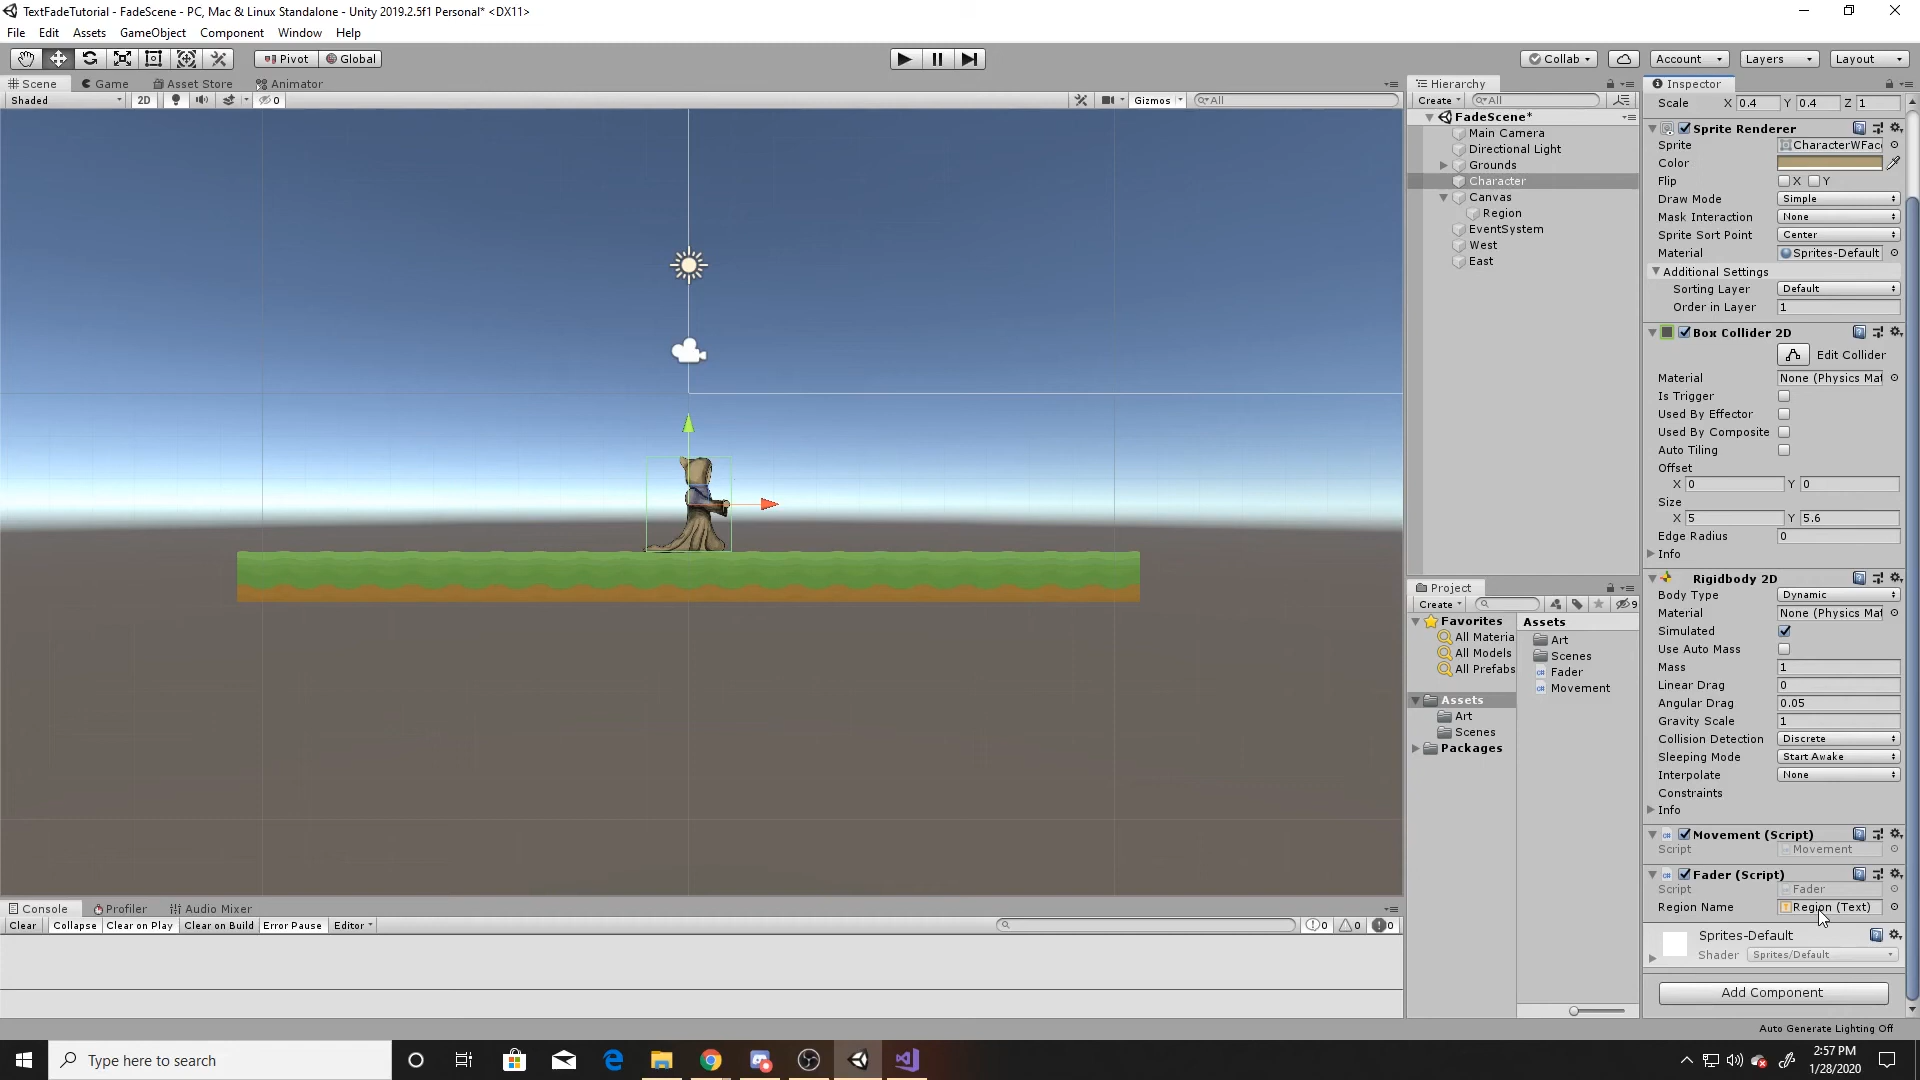 TextFadeTutorial - FadeScene - PC, Mac & Linux Standalone - Unity 2019.2.5f1 Personal* <DX11>
File Edit Assets GameObject Component Window Help
Pivot Global Collab Account Layers Layout
Scene Game Asset Store Animator
Shaded 2D 0 Gizmos All
Hierarchy
Create All
FadeScene*
Main Camera
Directional Light
Grounds
Character
Canvas
Region
EventSystem
West
East
Project
Create 9
Favorites
All Materia
All Models
All Prefabs
Assets
Art
Scenes
Packages
Assets
Art
Scenes
Fader
Movement
Inspector
Scale X 0.4 Y 0.4 Z 1
Sprite Renderer
Sprite CharacterWFac
Color
Flip X Y
Draw Mode Simple
Mask Interaction None
Sprite Sort Point Center
Material Sprites-Default
Additional Settings
Sorting Layer Default
Order in Layer 1
Box Collider 2D
Edit Collider
Material None (Physics Mat
Is Trigger
Used By Effector
Used By Composite
Auto Tiling
Offset
X 0 Y 0
Size
X 5 Y 5.6
Edge Radius 0
Info
Rigidbody 2D
Body Type Dynamic
Material None (Physics Mat
Simulated
Use Auto Mass
Mass 1
Linear Drag 0
Angular Drag 0.05
Gravity Scale 1
Collision Detection Discrete
Sleeping Mode Start Awake
Interpolate None
Constraints
Info
Movement (Script)
Script Movement
Fader (Script)
Script Fader
Region Name Region (Text)
Sprites-Default
Shader Sprites/Default
Add Component
Console Profiler Audio Mixer
Clear Collapse Clear on Play Clear on Build Error Pause Editor 0 0 0
Auto Generate Lighting Off
Type here to search
2:57 PM
1/28/2020